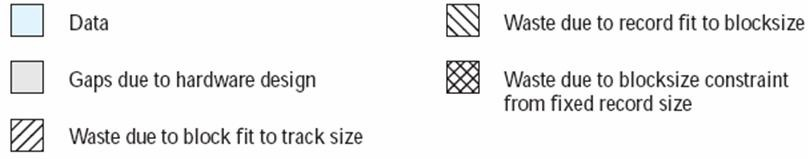 Data
Gaps due to hardware design
Waste due to block fit to track size
Waste due to record fit to blocksize
Waste due to blocksize constraint
from fixed record size